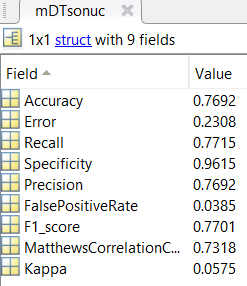 mDTsonuc
1x1 struct with 9 fields
Field Value
Accuracy 0.7692
Error 0.2308
Recall 0.7715
Specificity 0.9615
Precision 0.7692
FalsePositiveRate 0.0385
F1_score 0.7701
MatthewsCorrelationC... 0.7318
Kappa 0.0575